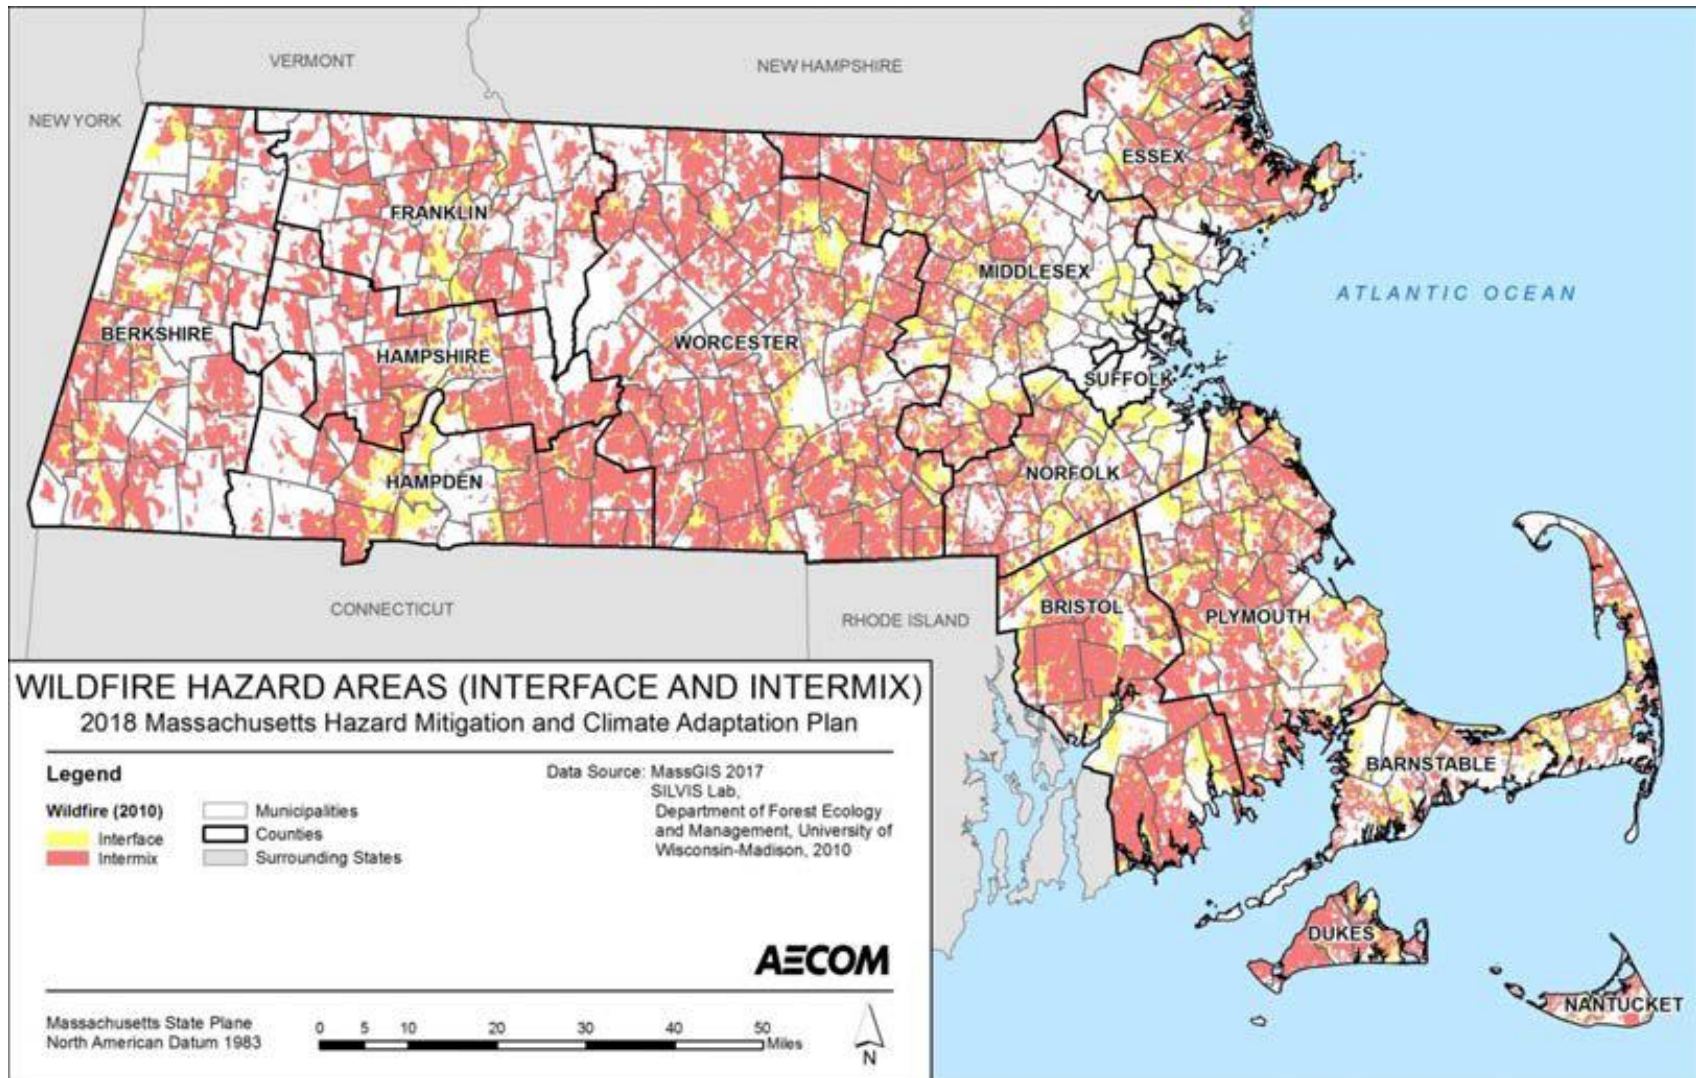 VERMONT
NEW HAMPSHIRE
NEW YORK
ESSEX
FRANKLIN
MIDDLESEX
ATLANTIC OCEAN
BERKSHIRE
HAMPSHIRE
WORCESTER
SUFFOLK
HAMPDEN
NORFOLK
CONNECTICUT
RHODE ISLAND
BRISTOL
PLYMOUTH
BARNSTABLE
DUKES
NANTUCKET
WILDFIRE HAZARD AREAS (INTERFACE AND INTERMIX)
2018 Massachusetts Hazard Mitigation and Climate Adaptation Plan
Legend
Wildfire (2010)
Interface
Intermix
Municipalities
Counties
Surrounding States
Data Source: MassGIS 2017
SILVIS Lab,
Department of Forest Ecology
and Management, University of
Wisconsin-Madison, 2010
AECOM
Massachusetts State Plane
North American Datum 1983
0 5 10 20 30 40 50
Miles
N